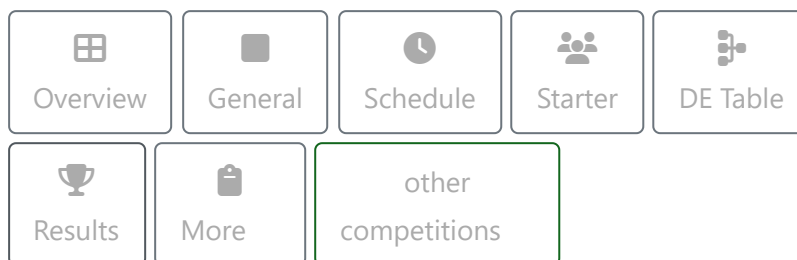 Overview
General
Schedule
Starter
DE Table
Results
More
other
competitions